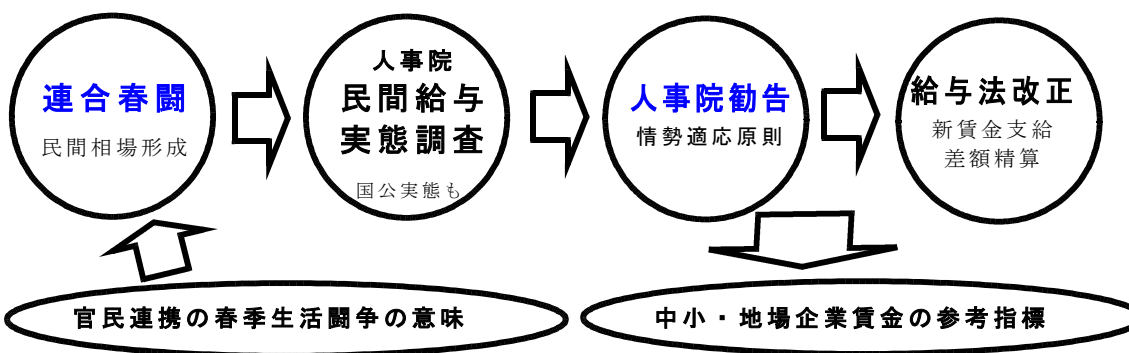 連合春闘
民間相場形成
人事院
民間給与
実態調査
国公実態も
人事院勧告
情勢適応原則
給与法改正
新賃金支給
差額精算
官民連携の春季生活闘争の意味
中小・地場企業賃金の参考指標